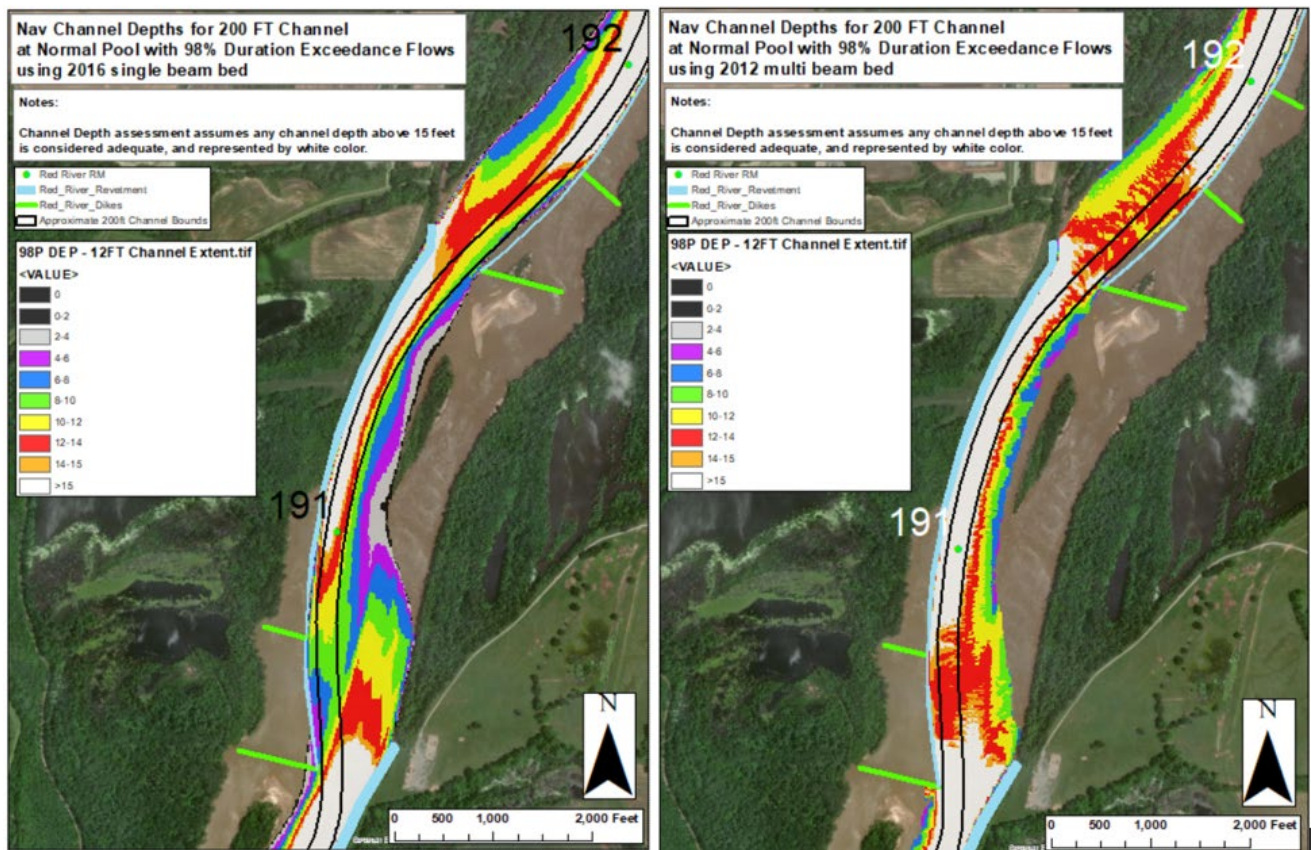 Nav Channel Depths for 200 FT Channel
at Normal Pool with 98% Duration Exceedance Flows
using 2016 single beam bed
Notes:
Channel Depth assessment assumes any channel depth above 15 feet
is considered adequate, and represented by white color.
Red River RM
Red_River_Revetment
Red_River_Dikes
Approximate 200ft Channel Bounds
98P DEP - 12FT Channel Extent.tif
<VALUE>
0
0-2
2-4
4-6
6-8
8-10
10-12
12-14
14-15
>15
192
191
N
0 500 1,000 2,000 Feet
Nav Channel Depths for 200 FT Channel
at Normal Pool with 98% Duration Exceedance Flows
using 2012 multi beam bed
Notes:
Channel Depth assessment assumes any channel depth above 15 feet
is considered adequate, and represented by white color.
Red River RM
Red_River_Revetment
Red_River_Dikes
Approximate 200ft Channel Bounds
98P DEP - 12FT Channel Extent.tif
<VALUE>
0
0-2
2-4
4-6
6-8
8-10
10-12
12-14
14-15
>15
192
191
N
0 500 1,000 2,000 Feet